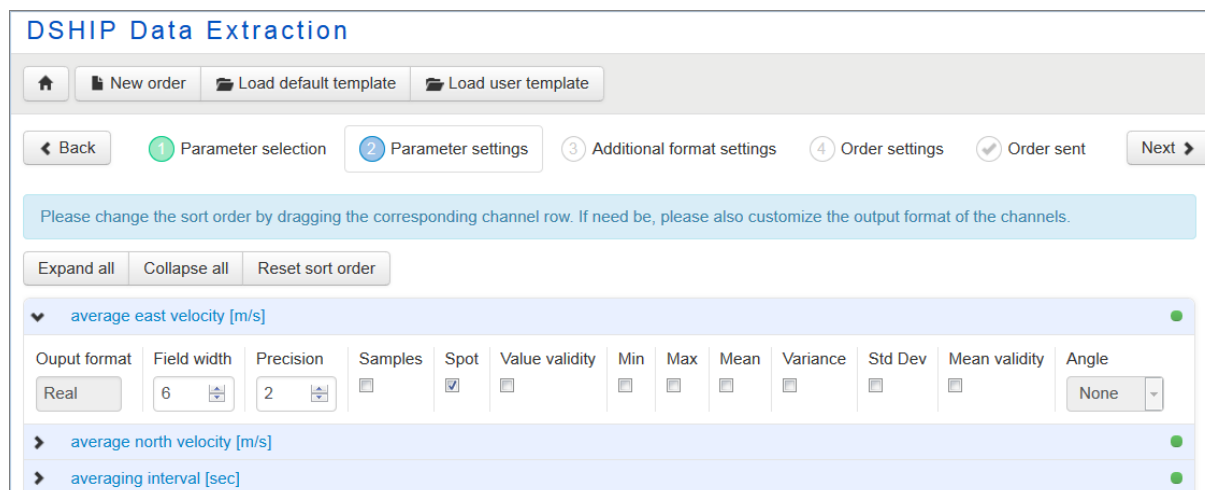 DSHIP Data Extraction
New order Load default template Load user template
Back 1 Parameter selection 2 Parameter settings 3 Additional format settings 4 Order settings Order sent Next
Please change the sort order by dragging the corresponding channel row. If need be, please also customize the output format of the channels.
Expand all Collapse all Reset sort order
average east velocity [m/s]
Ouput format Field width Precision Samples Spot Value validity Min Max Mean Variance Std Dev Mean validity Angle
Real 6 2 None
average north velocity [m/s]
averaging interval [sec]